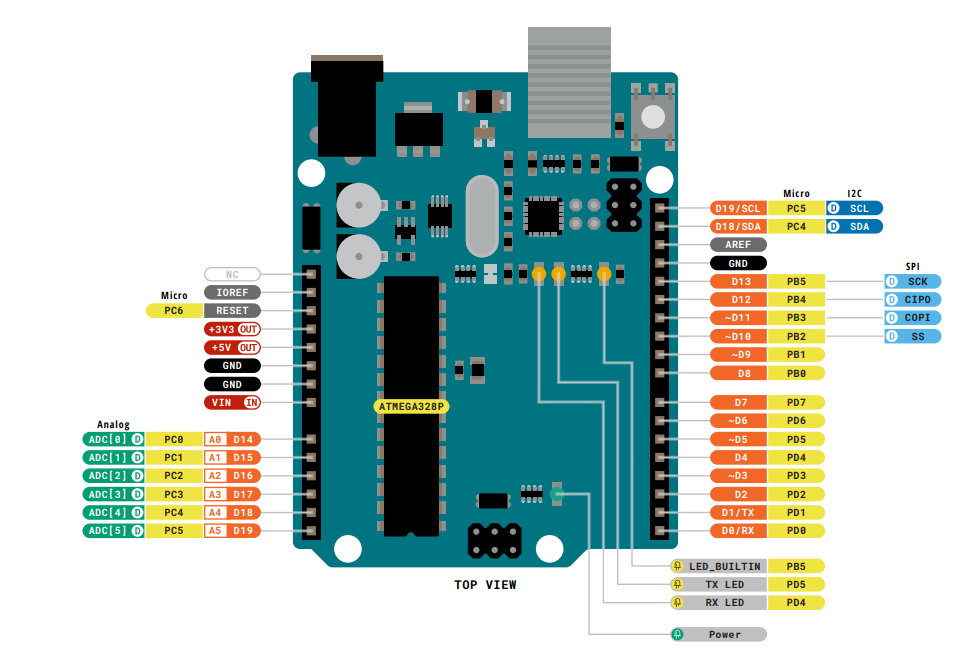 Micro I2C
D19/SCL PC5 D SCL
D18/SDA PC4 D SDA
AREF
GND
SPI
D13 PB5 D SCK
D12 PB4 D CIPO
~D11 PB3 D COPI
~D10 PB2 D SS
~D9 PB1
D8 PB0
D7 PD7
~D6 PD6
~D5 PD5
D4 PD4
~D3 PD3
D2 PD2
D1/TX PD1
D0/RX PD0
NC
IOREF
Micro
PC6 RESET
+3V3 OUT
+5V OUT
GND
GND
VIN IN
Analog
ADC[0] D PC0 A0 D14
ADC[1] D PC1 A1 D15
ADC[2] D PC2 A2 D16
ADC[3] D PC3 A3 D17
ADC[4] D PC4 A4 D18
ADC[5] D PC5 A5 D19
ATMEGA328P
TOP VIEW
LED_BUILTIN PB5
TX LED PD5
RX LED PD4
Power